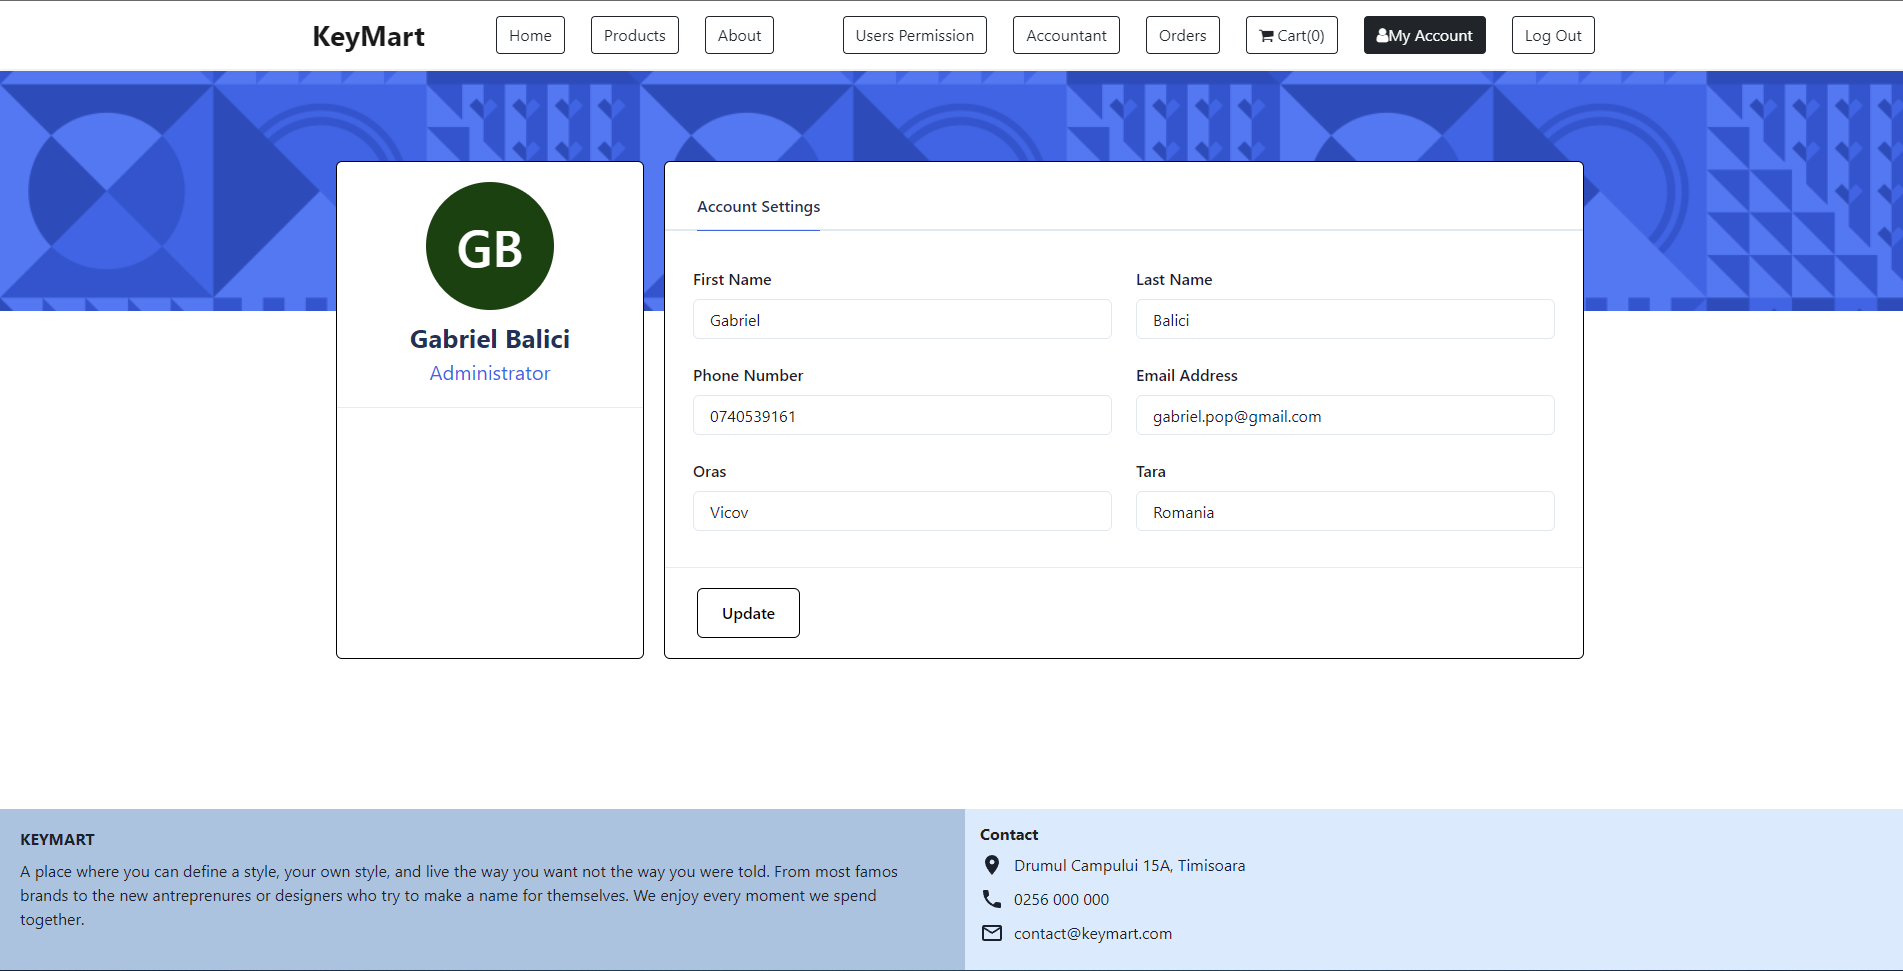 KeyMart
Home
Products
About
Users Permission
Accountant
Orders
Cart(0)
My Account
Log Out
GB
Gabriel Balici
Administrator
Account Settings
First Name
Last Name
Gabriel
Balici
Phone Number
Email Address
0740539161
gabriel.pop@gmail.com
Oras
Tara
Vicov
Romania
Update
KEYMART
A place where you can define a style, your own style, and live the way you want not the way you were told. From most famos
brands to the new antreprenures or designers who try to make a name for themselves. We enjoy every moment we spend
together.
Contact
Drumul Campului 15A, Timisoara
0256 000 000
contact@keymart.com